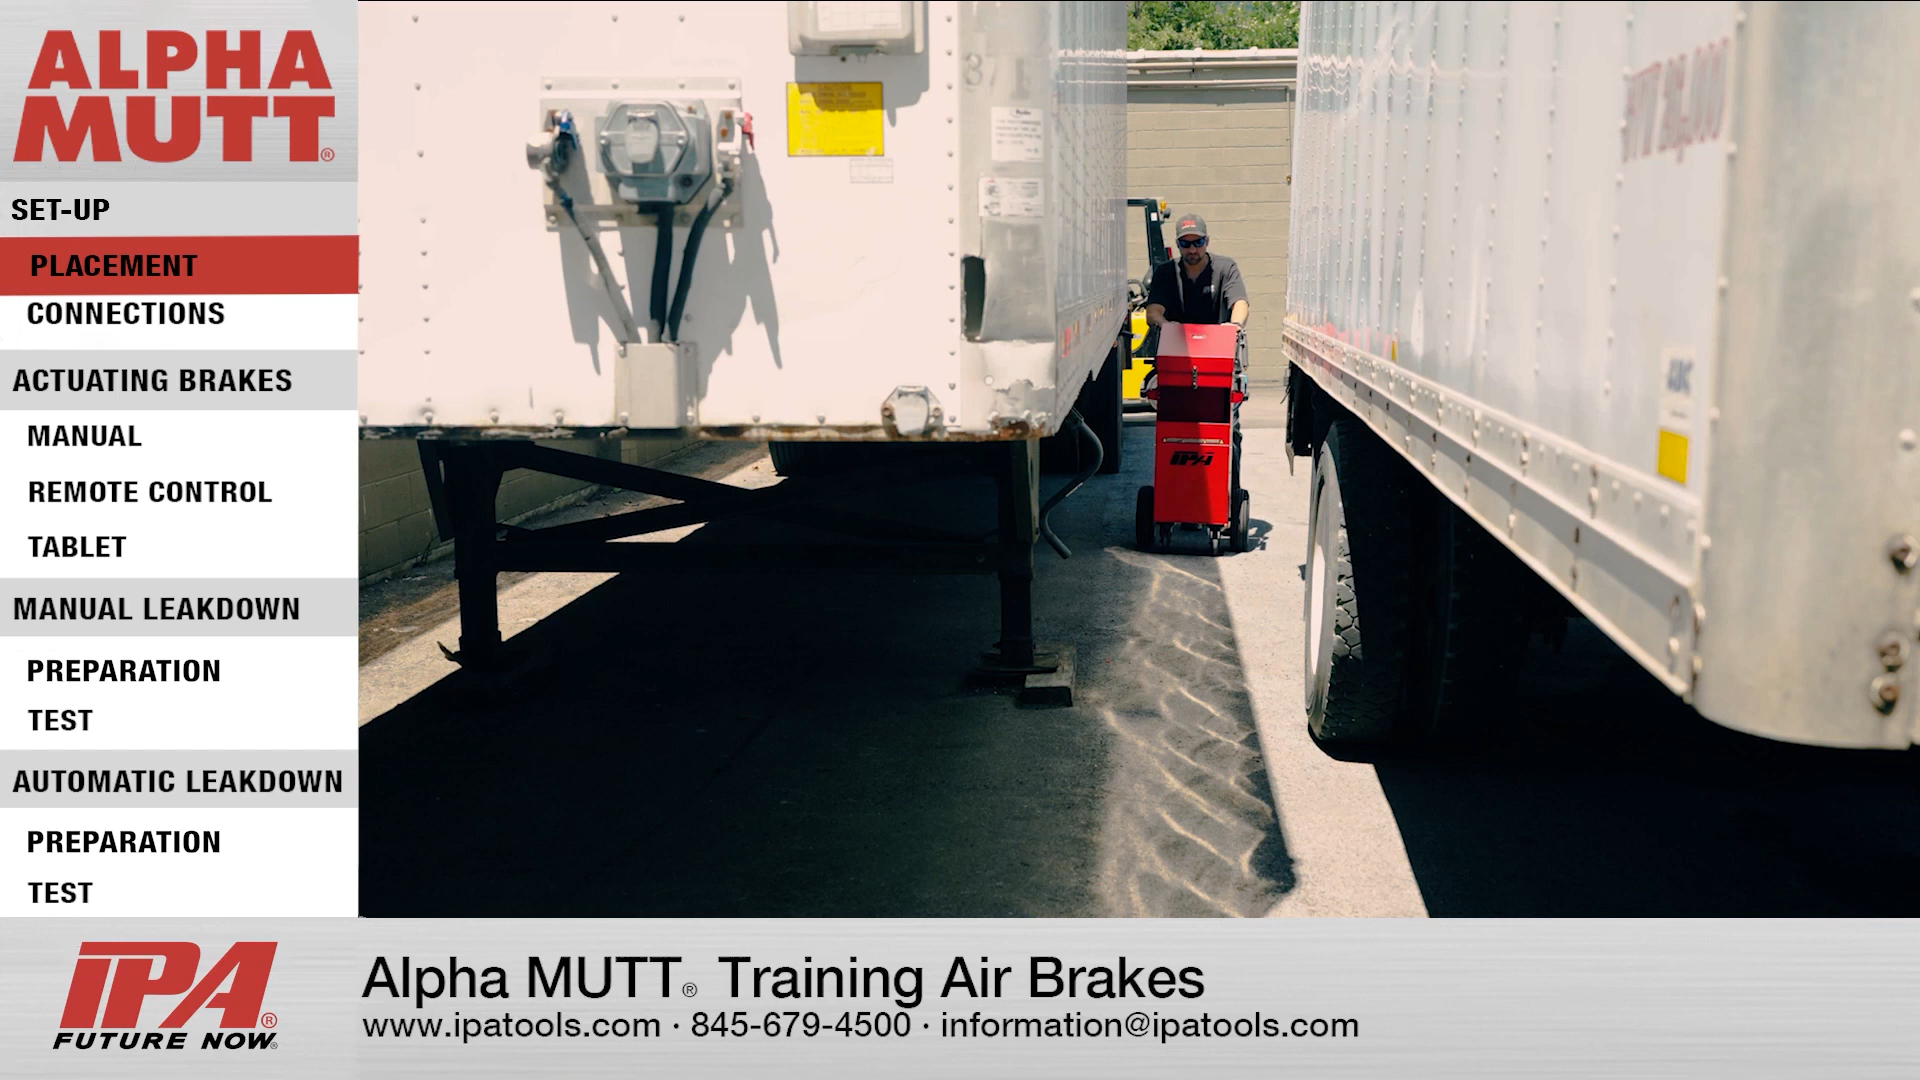 ALPHA
MUTT®
SET-UP
PLACEMENT
CONNECTIONS
ACTUATING BRAKES
MANUAL
REMOTE CONTROL
TABLET
MANUAL LEAKDOWN
PREPARATION
TEST
AUTOMATIC LEAKDOWN
PREPARATION
TEST
IPA
IPA®
FUTURE NOW®
Alpha MUTT® Training Air Brakes
www.ipatools.com · 845-679-4500 · information@ipatools.com